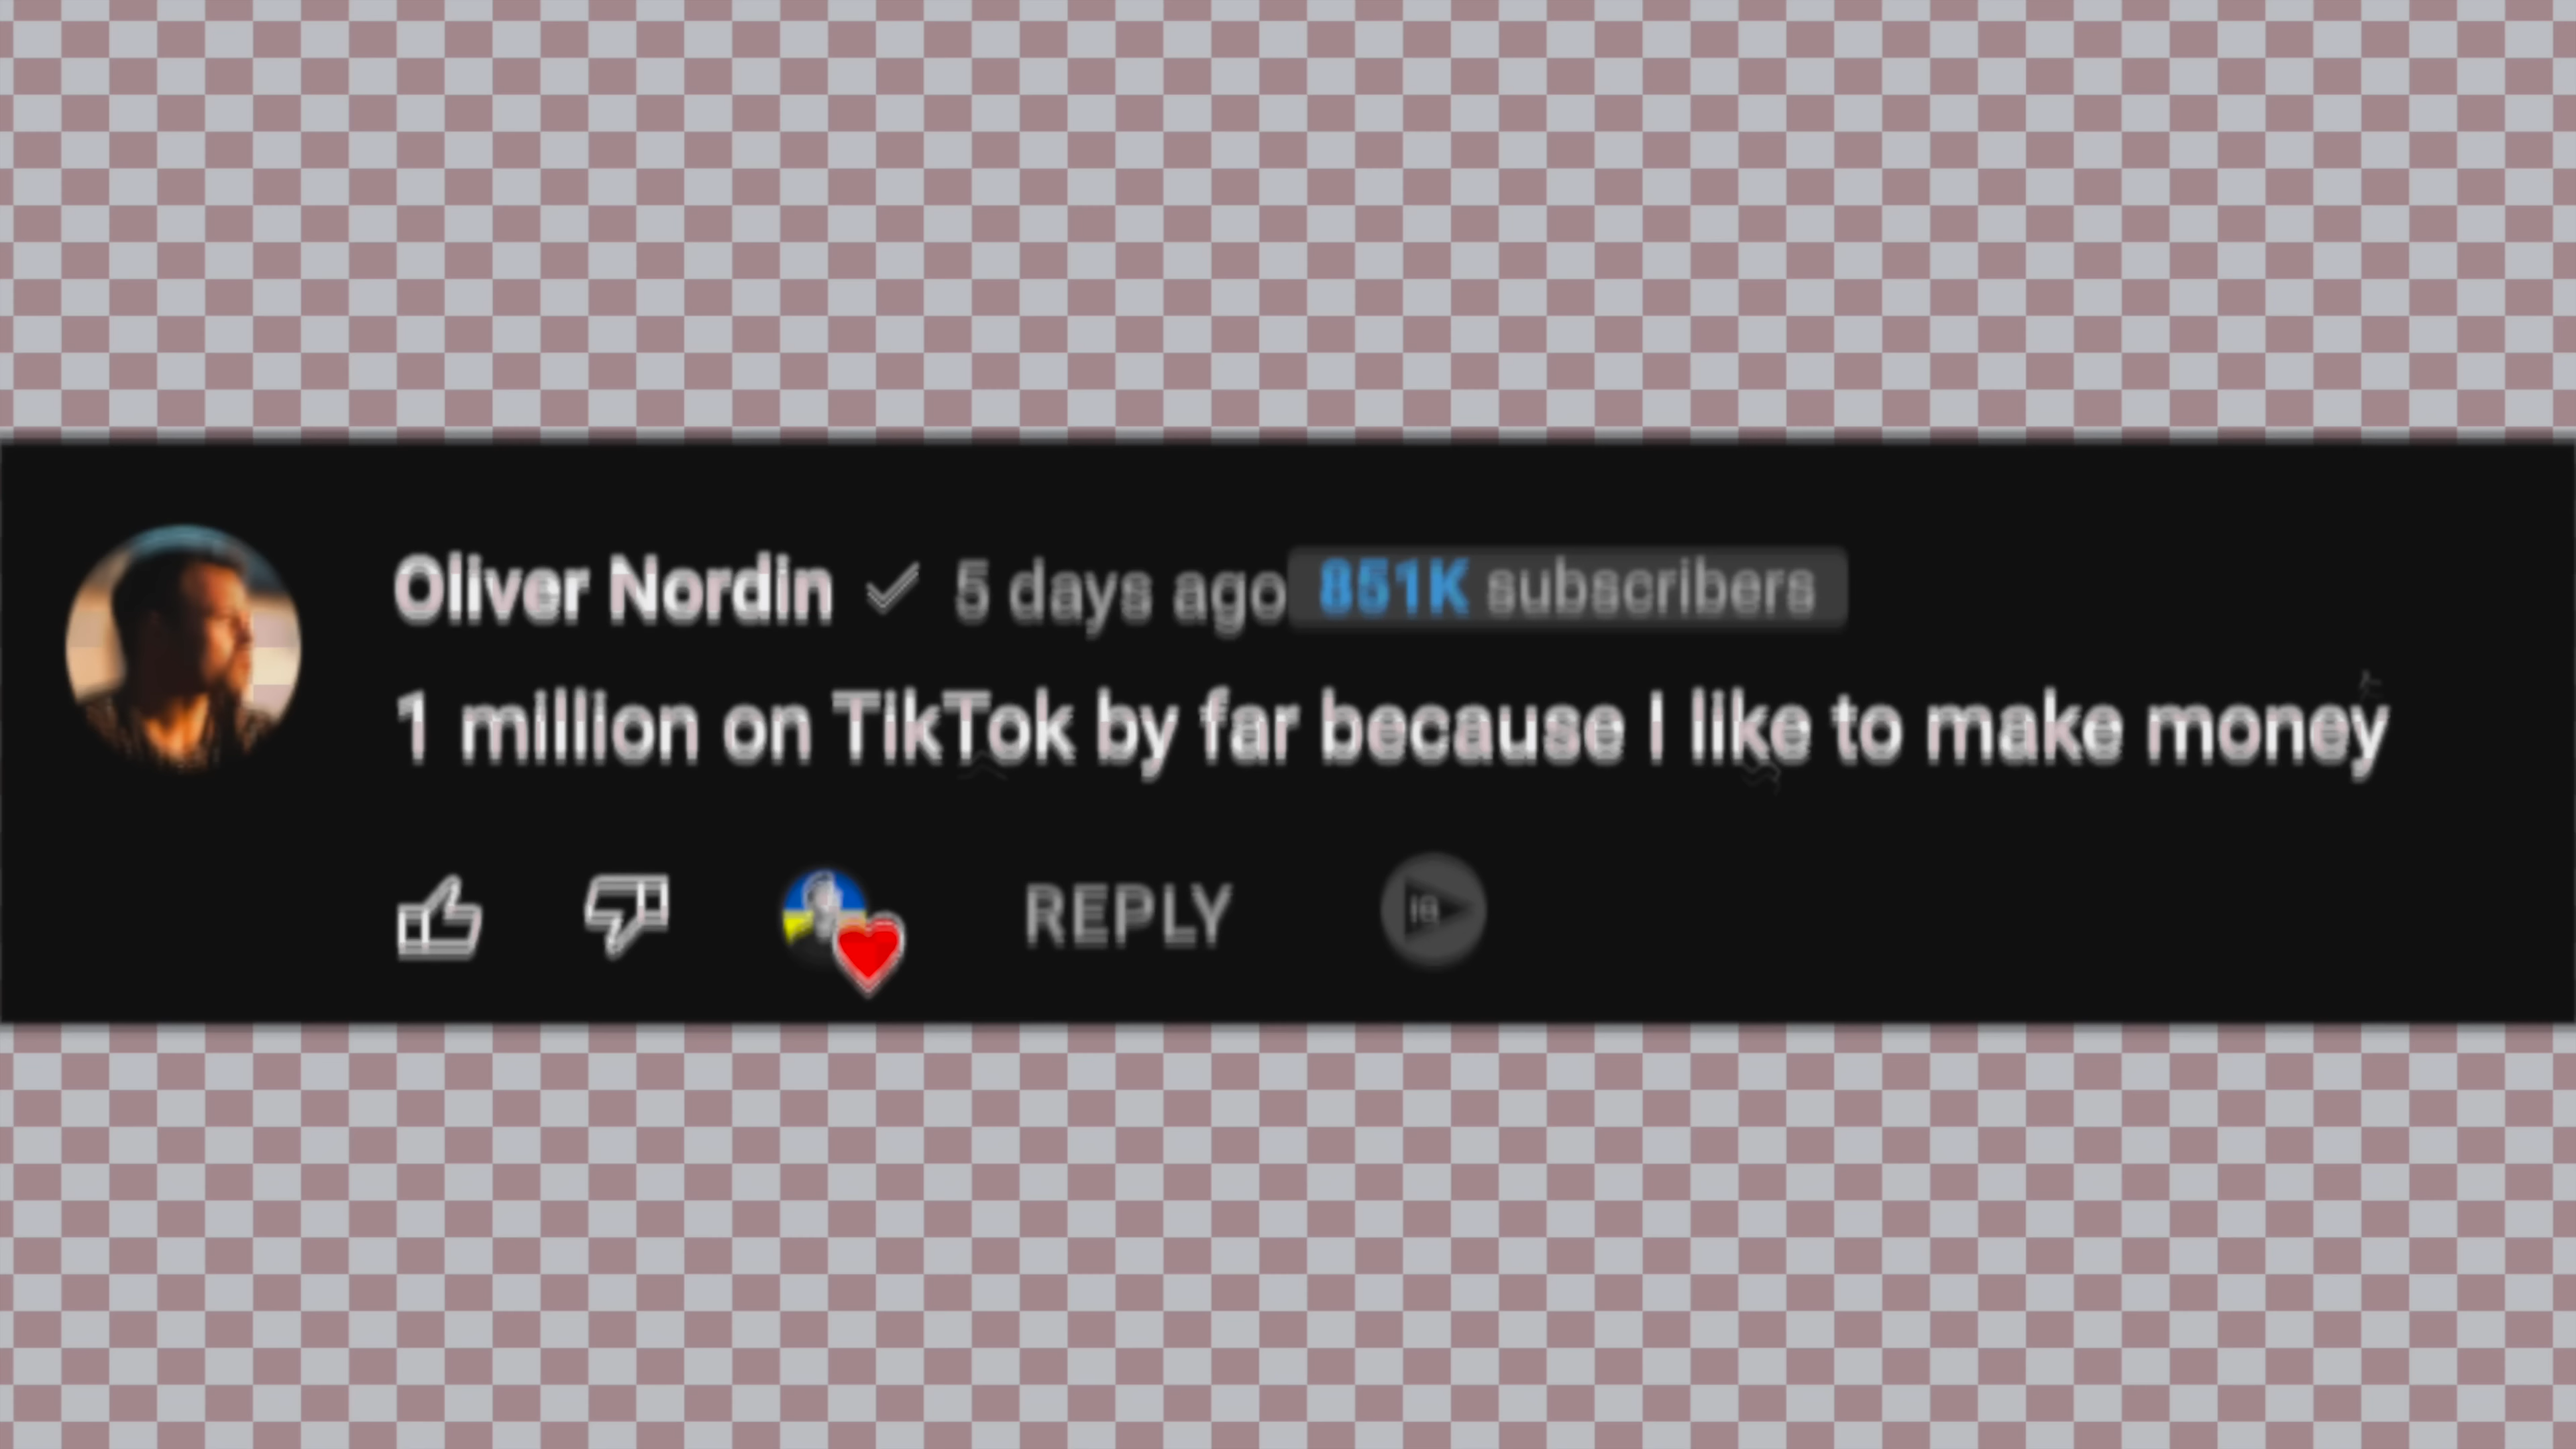 Oliver Nordin 5 days ago 851K subscribers
1 million on TikTok by far because I like to make money
REPLY